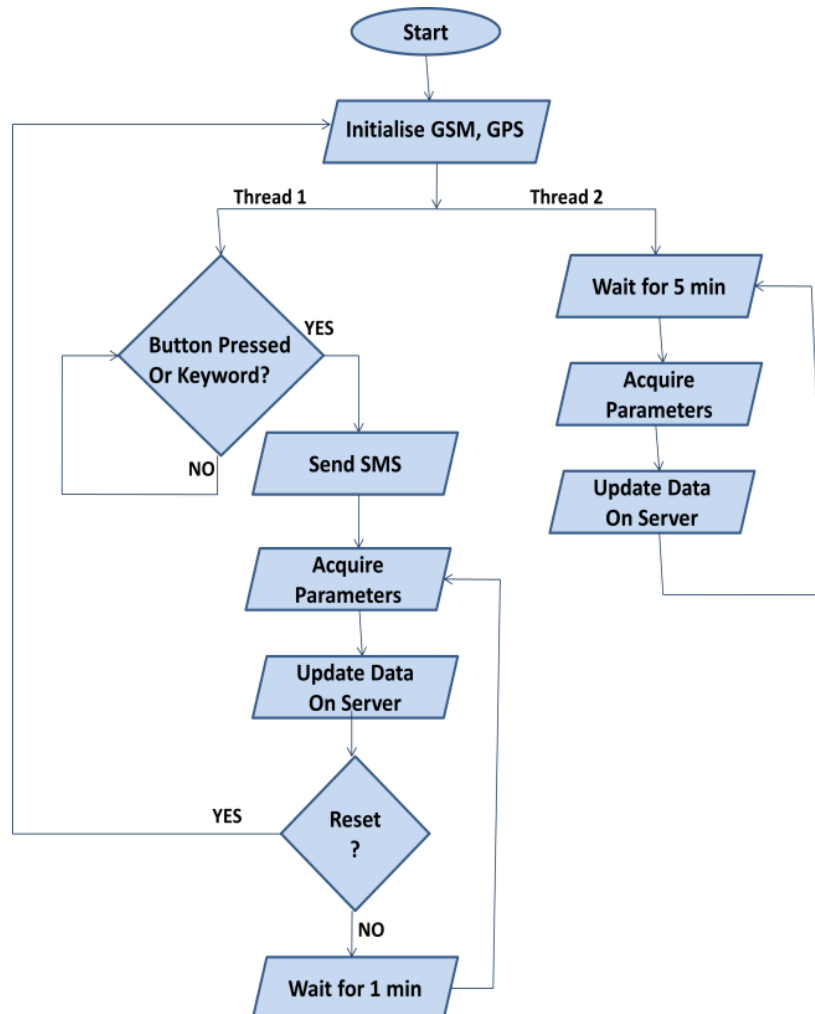 Start
Initialise GSM, GPS
Thread 1
Thread 2
Button Pressed
Or Keyword?
YES
NO
Send SMS
Acquire
Parameters
Update Data
On Server
Reset
?
YES
NO
Wait for 1 min
Wait for 5 min
Acquire
Parameters
Update Data
On Server